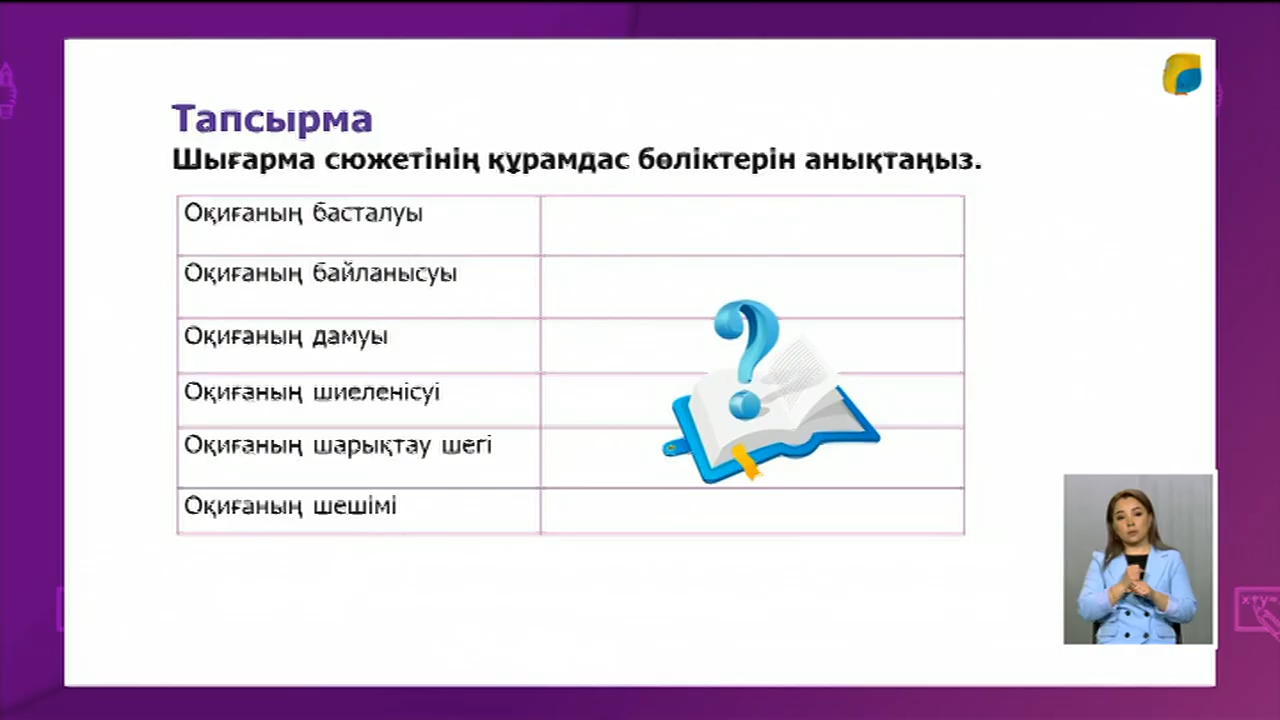 Тапсырма
Шығарма сюжетінің құрамдас бөліктерін анықтаңыз.
Оқиғаның басталуы
Оқиғаның байланысуы
Оқиғаның дамуы
Оқиғаның шиеленісуі
Оқиғаның шарықтау шегі
Оқиғаның шешімі
x+y=